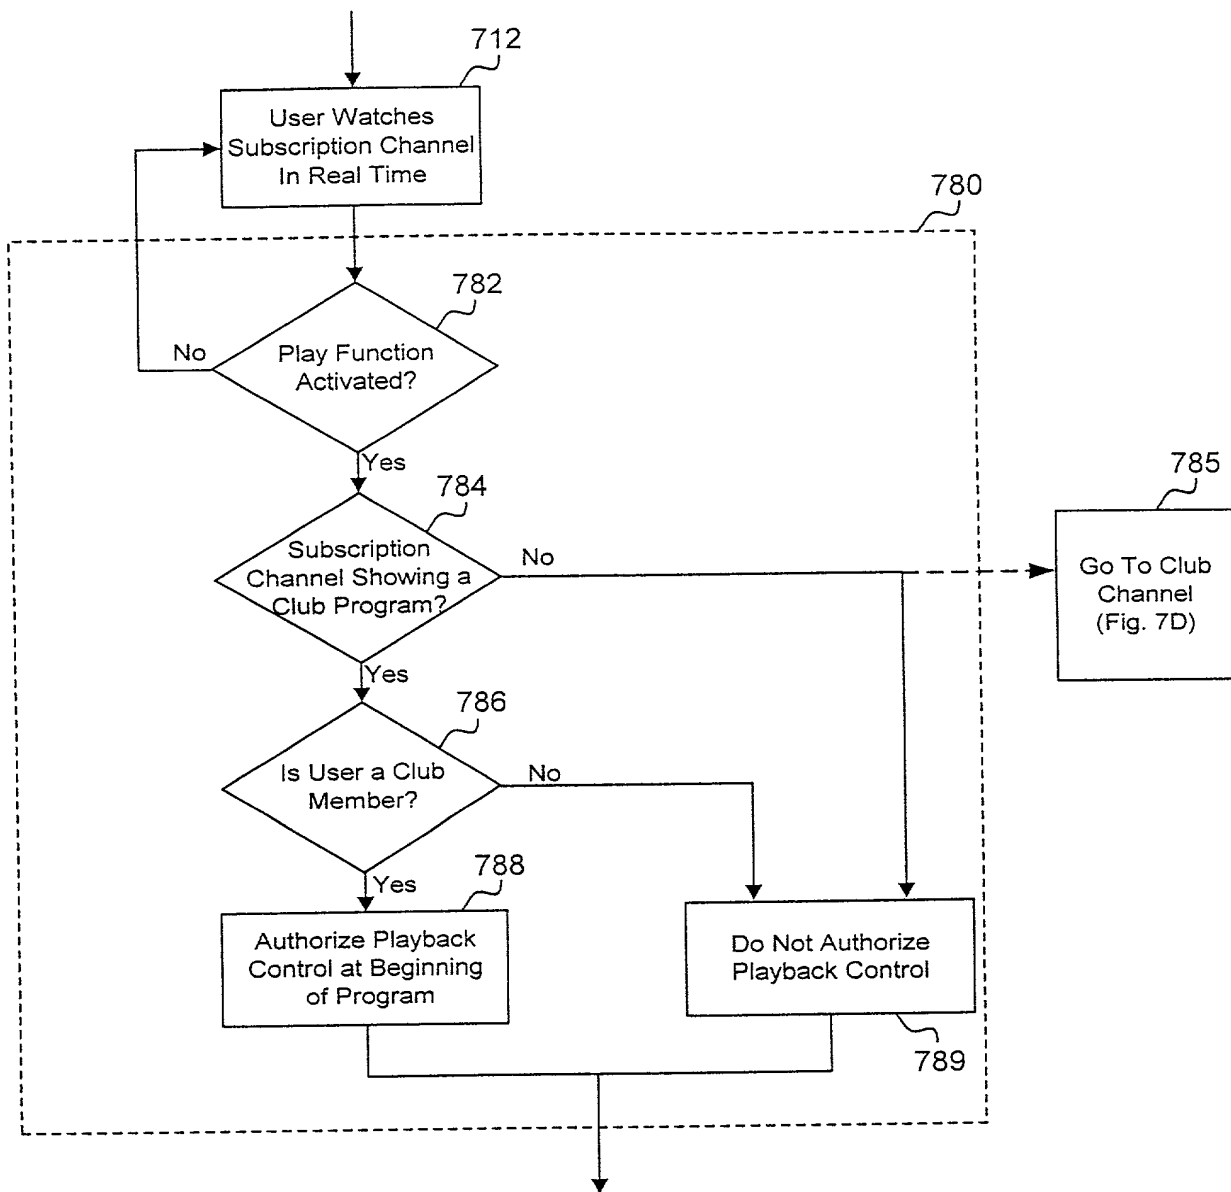 712
User Watches
Subscription Channel
In Real Time
780
782
No
Play Function
Activated?
Yes
784
785
Subscription
Channel Showing a
Club Program?
No
Go To Club
Channel
(Fig. 7D)
Yes
786
Is User a Club
Member?
No
Yes
788
Authorize Playback
Control at Beginning
of Program
Do Not Authorize
Playback Control
789